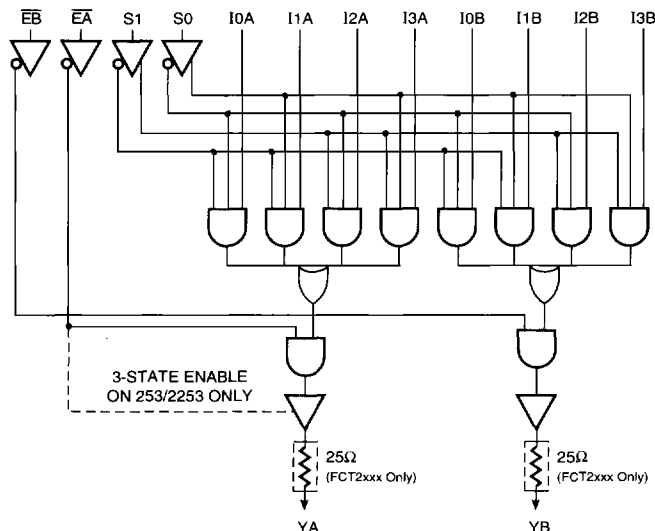 EB EA S1 S0 I0A I1A I2A I3A I0B I1B I2B I3B
3-STATE ENABLE
ON 253/2253 ONLY
25Ω
(FCT2xxx Only)
25Ω
(FCT2xxx Only)
YA YB